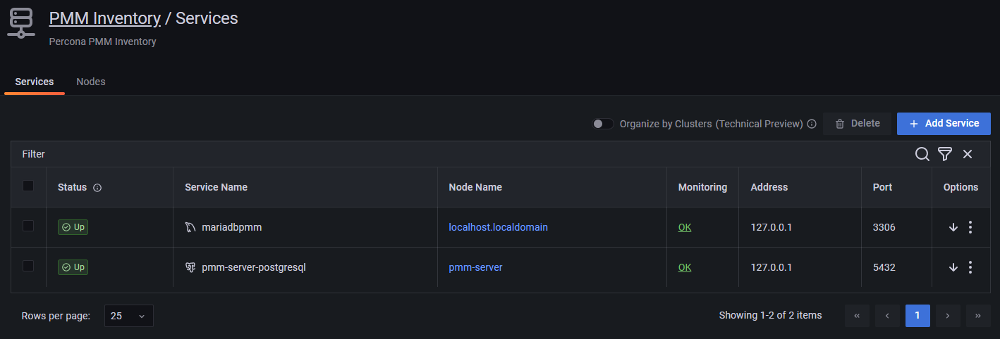 PMM Inventory / Services
Percona PMM Inventory
Services Nodes
Organize by Clusters (Technical Preview) Delete + Add Service
Filter
Status Service Name Node Name Monitoring Address Port Options
Up mariadbpmm localhost.localdomain OK 127.0.0.1 3306
Up pmm-server-postgresql pmm-server OK 127.0.0.1 5432
Rows per page: 25 Showing 1-2 of 2 items « ‹ 1 › »